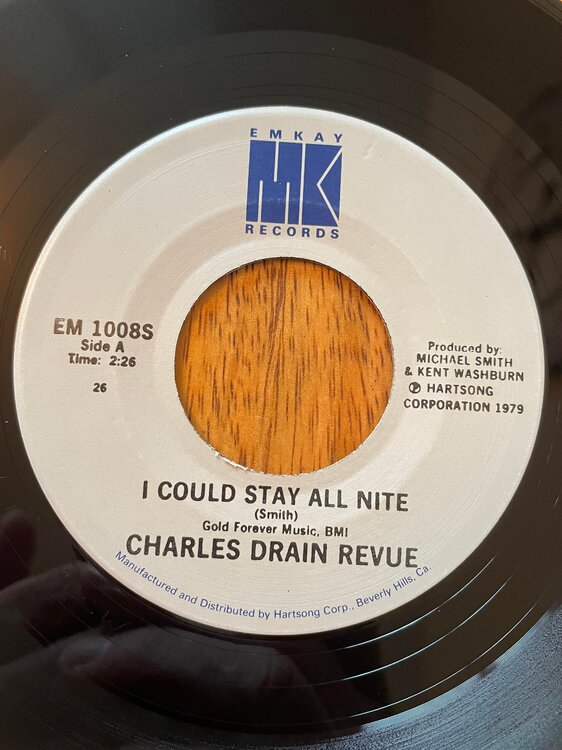 EMKAY
MK
RECORDS
EM 1008S
Side A
Time: 2:26
26
Produced by:
MICHAEL SMITH
& KENT WASHBURN
℗ HARTSONG
CORPORATION 1979
I COULD STAY ALL NITE
(Smith)
Gold Forever Music, BMI
CHARLES DRAIN REVUE
Manufactured and Distributed by Hartsong Corp., Beverly Hills, Ca.